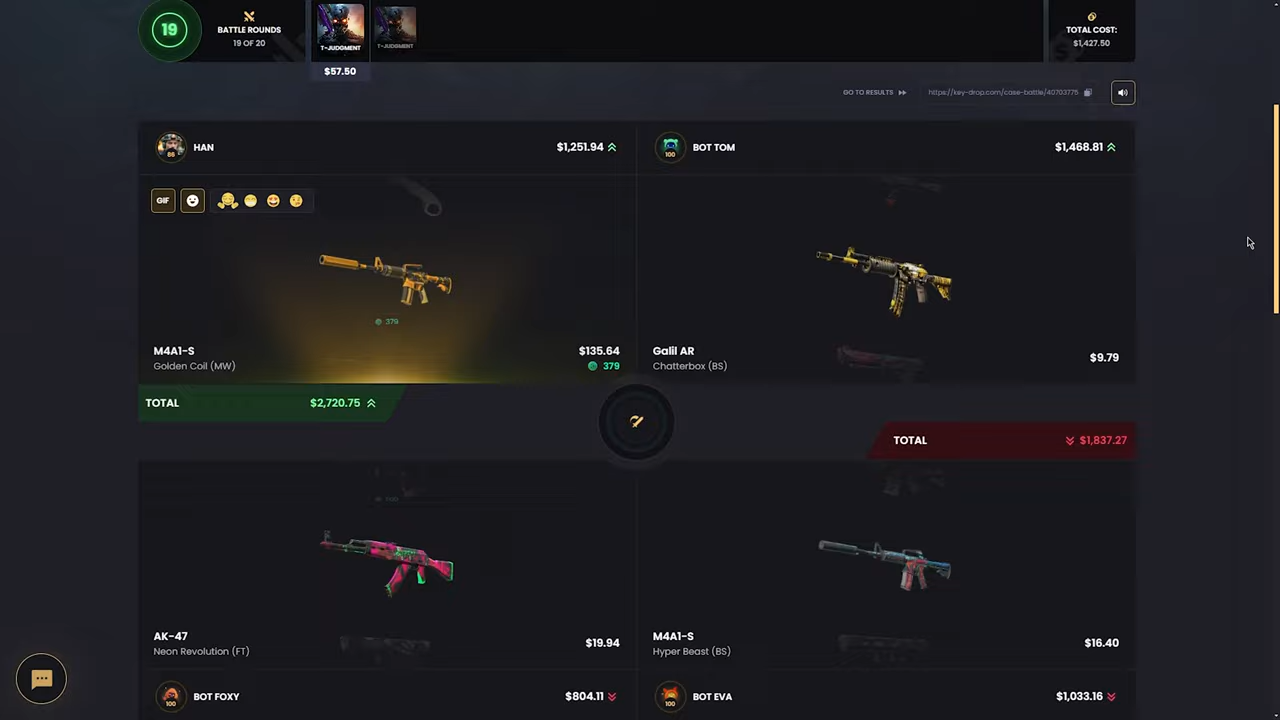 19
BATTLE ROUNDS
19 OF 20
T-JUDGMENT
T-JUDGMENT
$57.50
TOTAL COST:
$1,427.50
GO TO RESULTS
https://key-drop.com/case-battle/40703775
86
HAN
$1,251.94
100
BOT TOM
$1,468.81
GIF
379
M4A1-S
$135.64
Golden Coil (MW)
379
Galil AR
$9.79
Chatterbox (BS)
TOTAL
$2,720.75
TOTAL
$1,837.27
AK-47
$19.94
Neon Revolution (FT)
M4A1-S
$16.40
Hyper Beast (BS)
100
BOT FOXY
$804.11
100
BOT EVA
$1,033.16